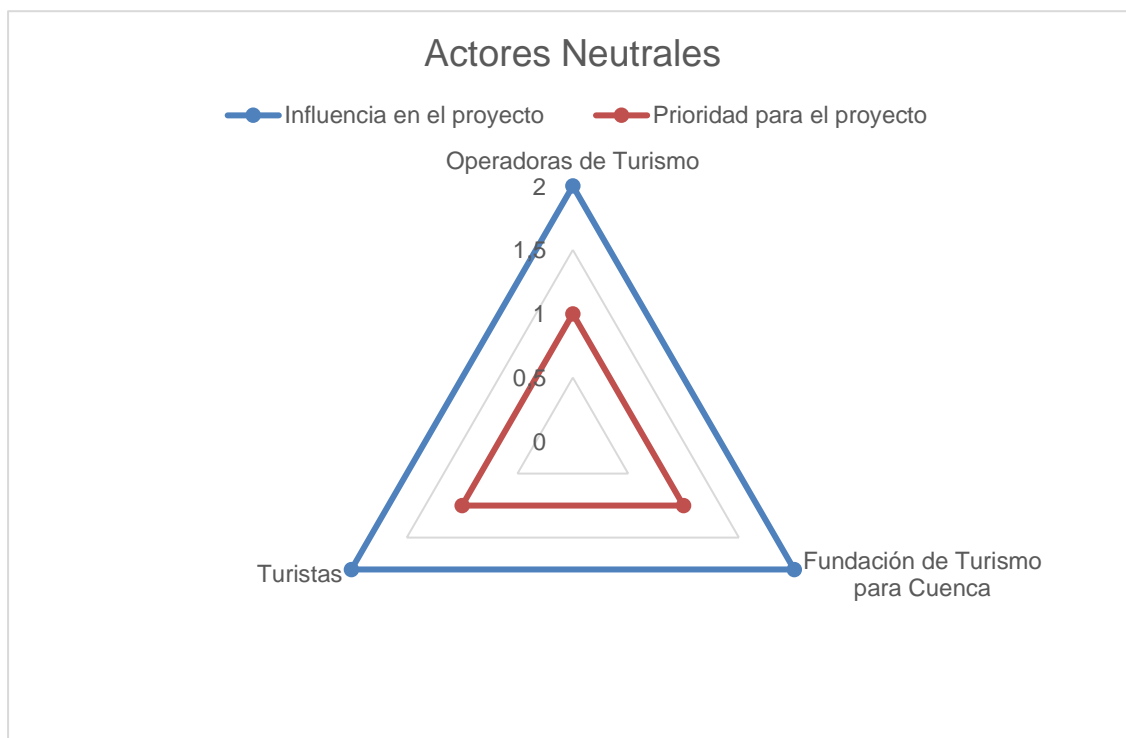 Actores Neutrales
Influencia en el proyecto
Prioridad para el proyecto
Operadoras de Turismo
2
1,5
1
0,5
0
Turistas
Fundación de Turismo
para Cuenca